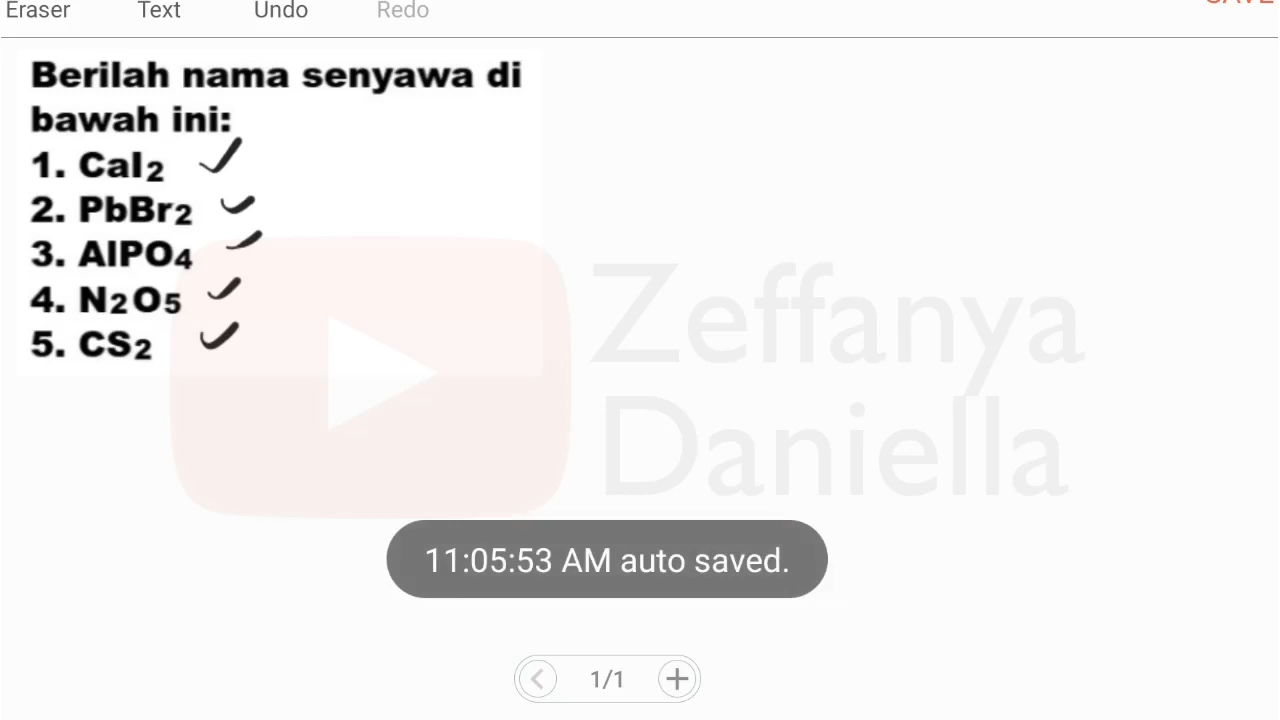 Eraser Text Undo Redo SAVE
Berilah nama senyawa di
bawah ini:
1. CaI₂
2. PbBr₂
3. AlPO₄
4. N₂O₅
5. CS₂
Zeffanya
Daniella
11:05:53 AM auto saved.
1/1